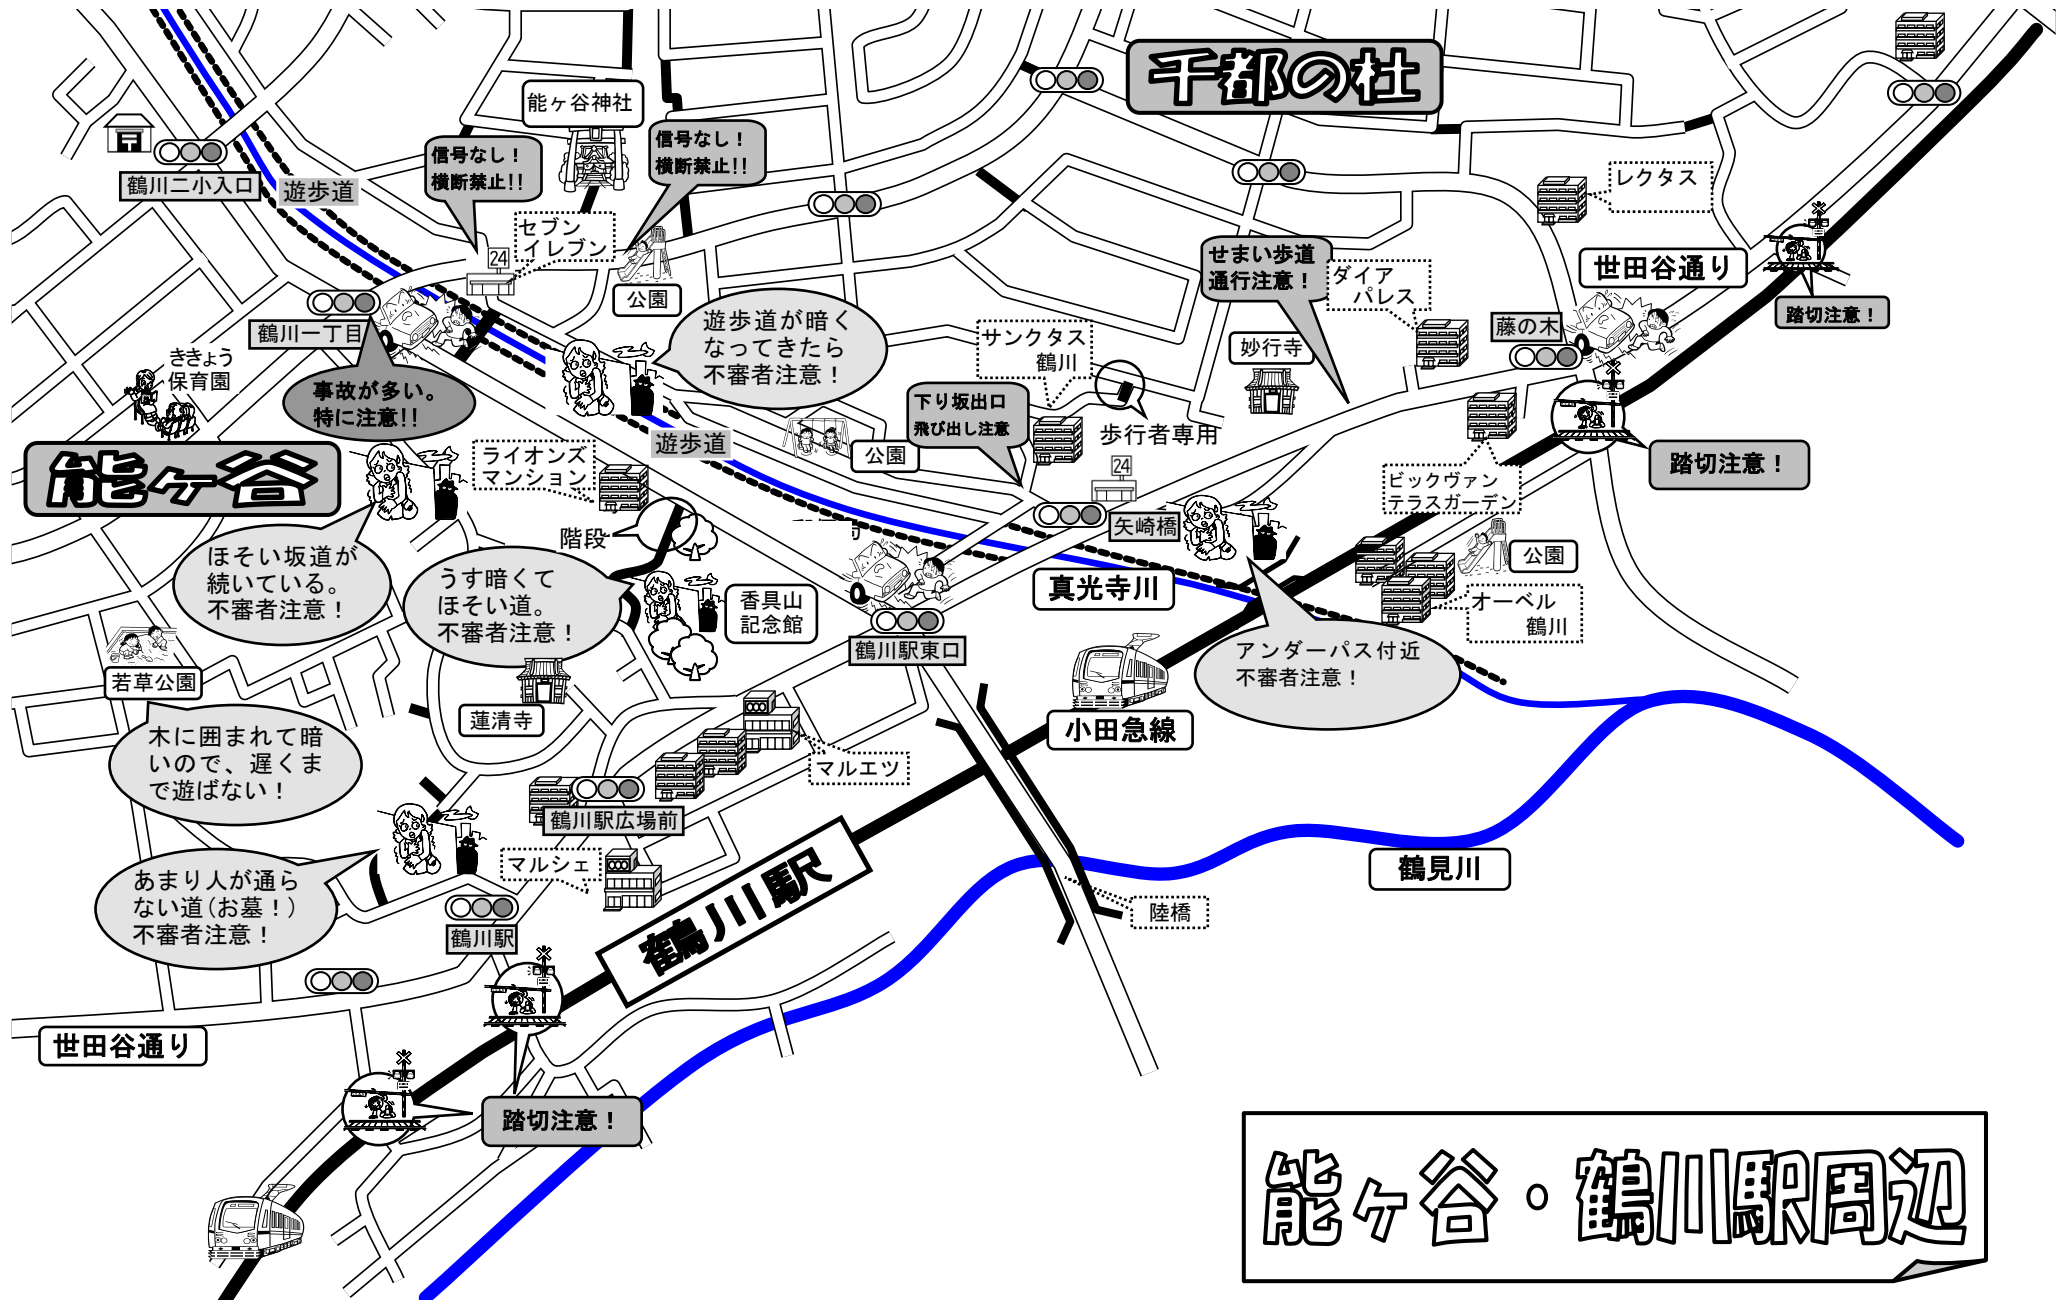 千都の杜
能ヶ谷神社
信号なし！
横断禁止!!
信号なし！
横断禁止!!
鶴川二小入口
遊歩道
セブン
イレブン
24
公園
レクタス
世田谷通り
踏切注意！
せまい歩道
通行注意！
ダイア
パレス
藤の木
鶴川一丁目
事故が多い。
特に注意!!
遊歩道が暗く
なってきたら
不審者注意！
サンクタス
鶴川
妙行寺
ききょう
保育園
下り坂出口
飛び出し注意
歩行者専用
24
能ヶ谷
ライオンズ
マンション
遊歩道
公園
踏切注意！
ビックヴァン
テラスガーデン
矢崎橋
階段
ほそい坂道が
続いている。
不審者注意！
うす暗くて
ほそい道。
不審者注意！
香具山
記念館
真光寺川
公園
オーベル
鶴川
鶴川駅東口
アンダーパス付近
不審者注意！
若草公園
蓮清寺
小田急線
木に囲まれて暗
いので、遅くま
で遊ばない！
マルエツ
鶴川駅広場前
マルシェ
鶴川駅
鶴見川
あまり人が通ら
ない道(お墓！)
不審者注意！
陸橋
鶴川駅
世田谷通り
踏切注意！
能ヶ谷・鶴川駅周辺